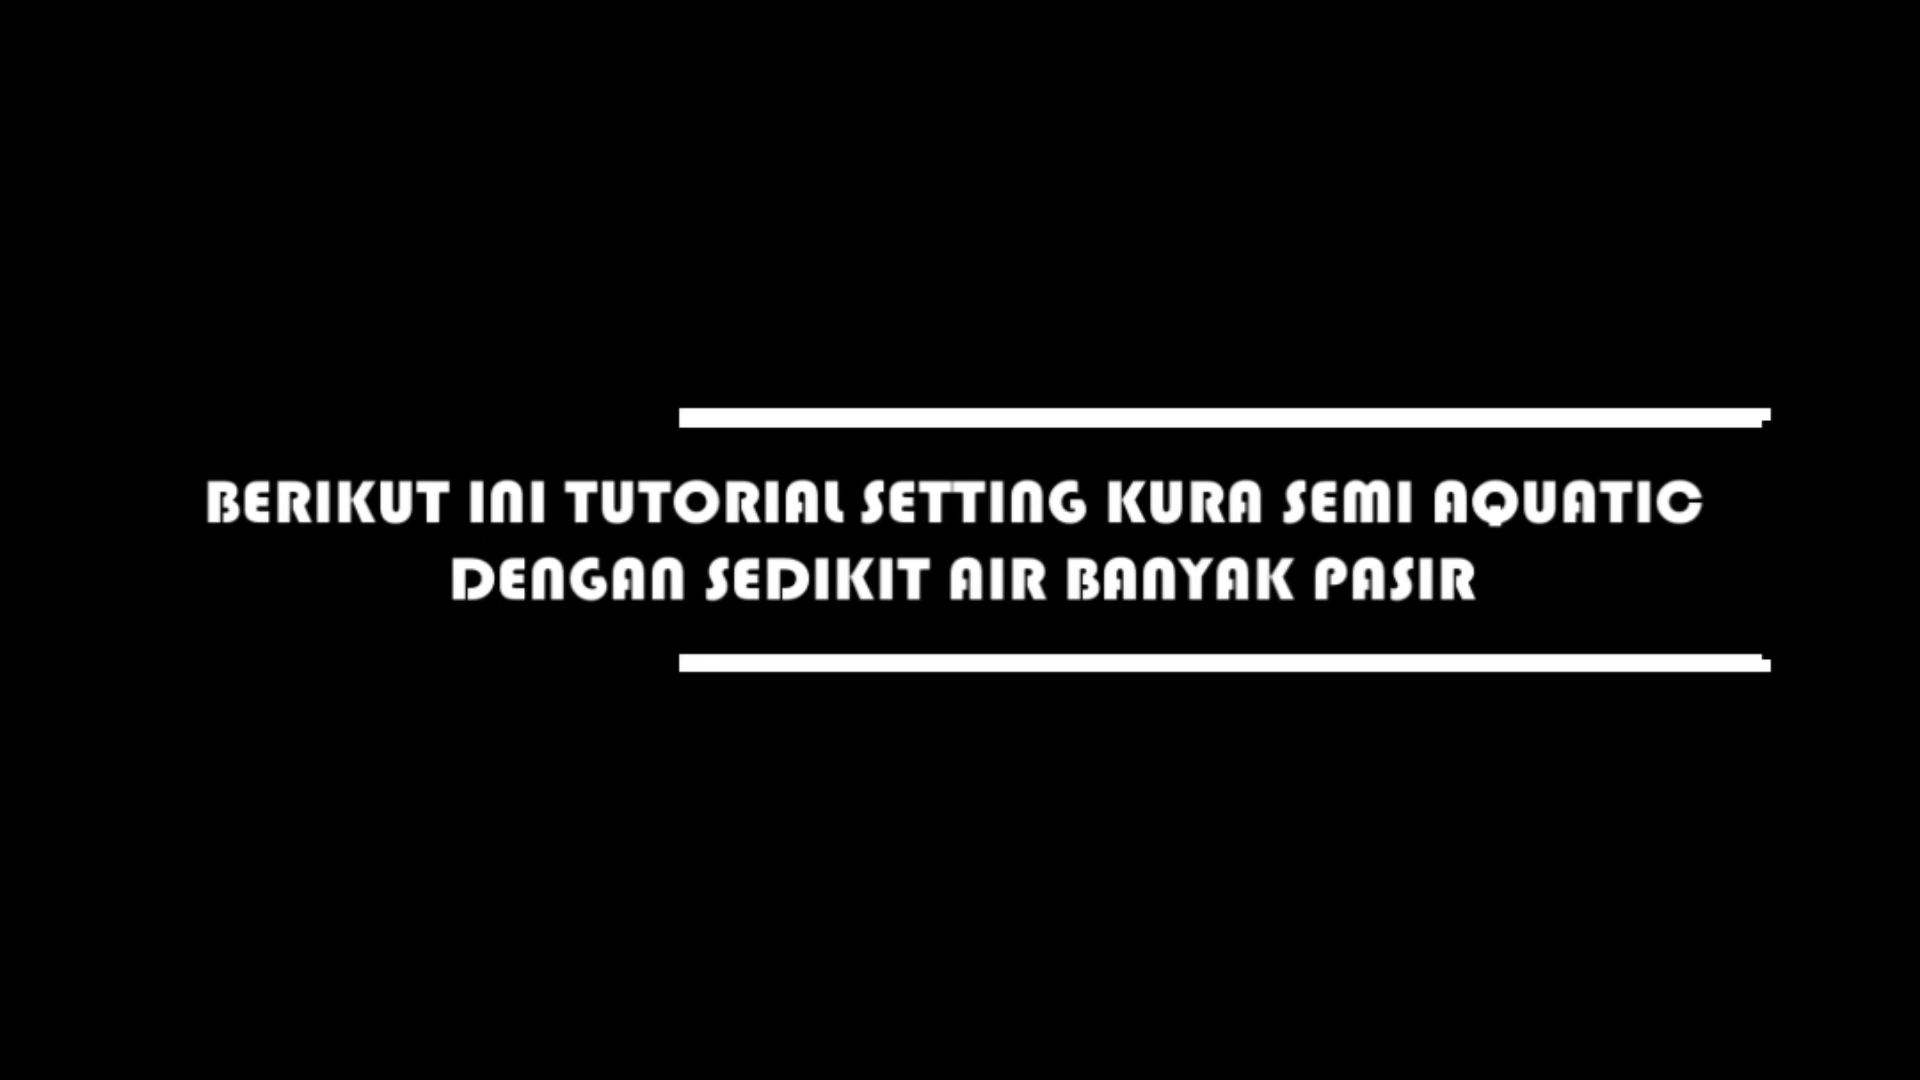 BERIKUT INI TUTORIAL SETTING KURA SEMI AQUATIC
DENGAN SEDIKIT AIR BANYAK PASIR